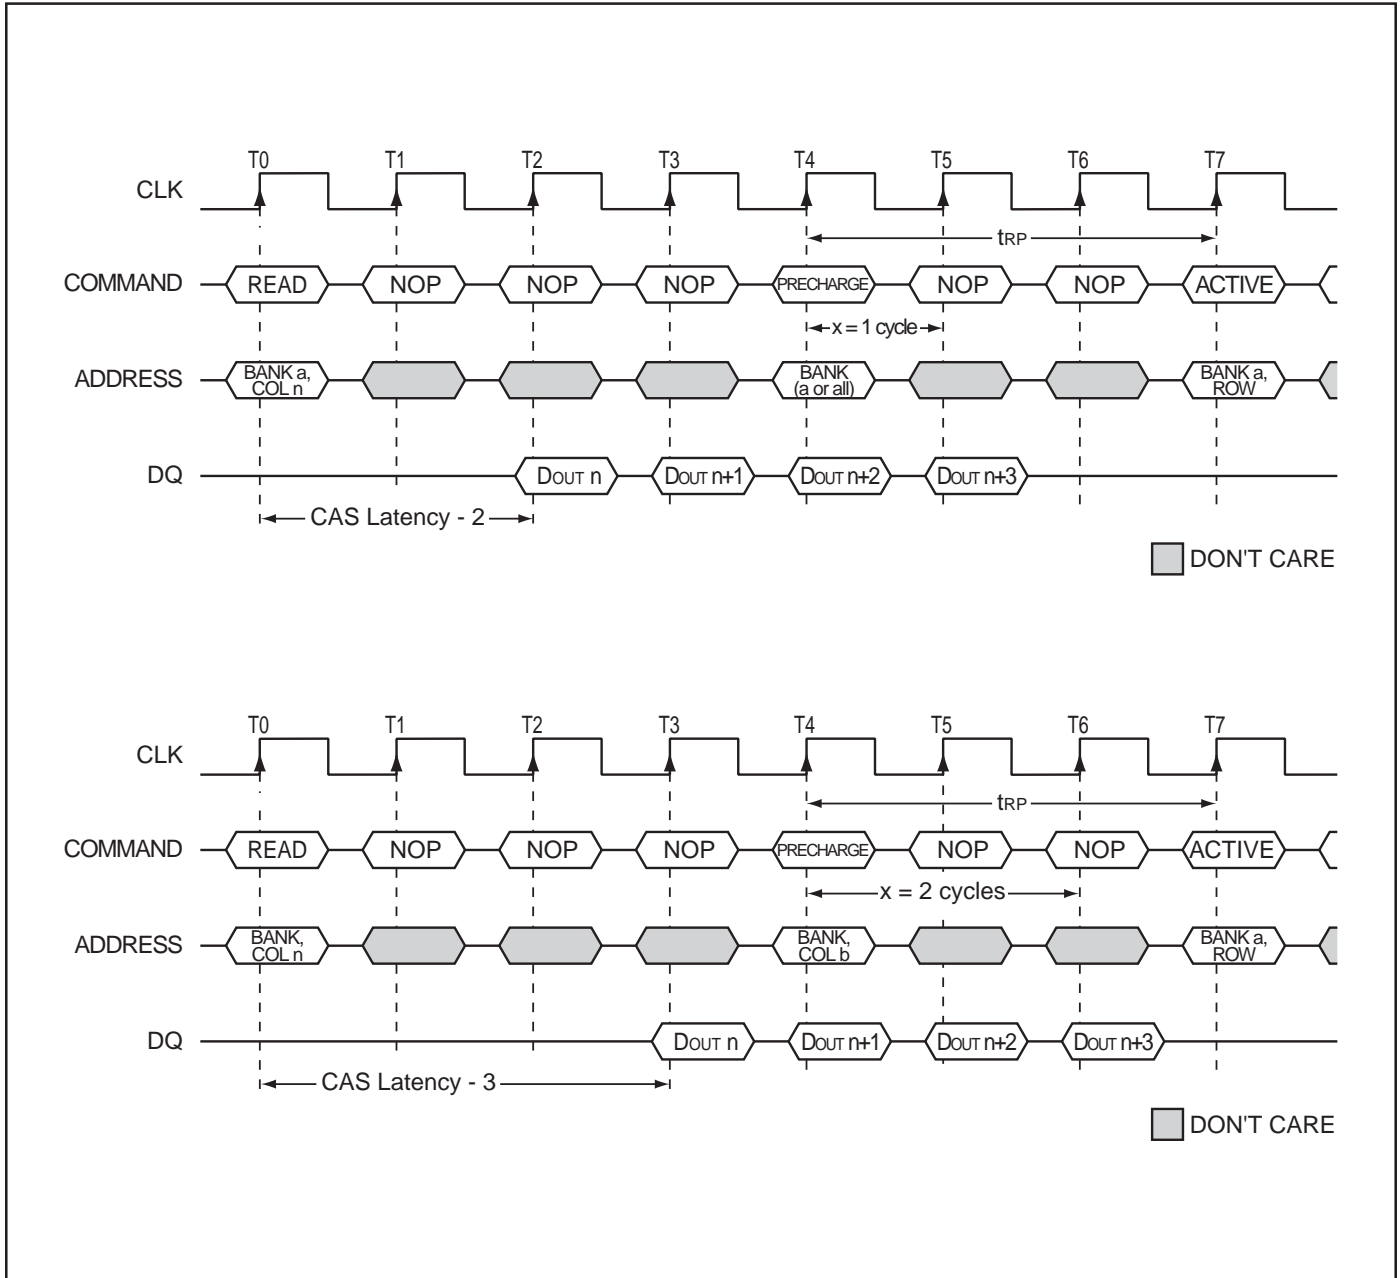 T0 T1 T2 T3 T4 T5 T6 T7
CLK
tRP
COMMAND READ NOP NOP NOP PRECHARGE NOP NOP ACTIVE
x = 1 cycle
ADDRESS BANK a, COL n BANK (a or all) BANK a, ROW
DQ DOUT n DOUT n+1 DOUT n+2 DOUT n+3
CAS Latency - 2
DON'T CARE
T0 T1 T2 T3 T4 T5 T6 T7
CLK
tRP
COMMAND READ NOP NOP NOP PRECHARGE NOP NOP ACTIVE
x = 2 cycles
ADDRESS BANK, COL n BANK, COL b BANK a, ROW
DQ DOUT n DOUT n+1 DOUT n+2 DOUT n+3
CAS Latency - 3
DON'T CARE